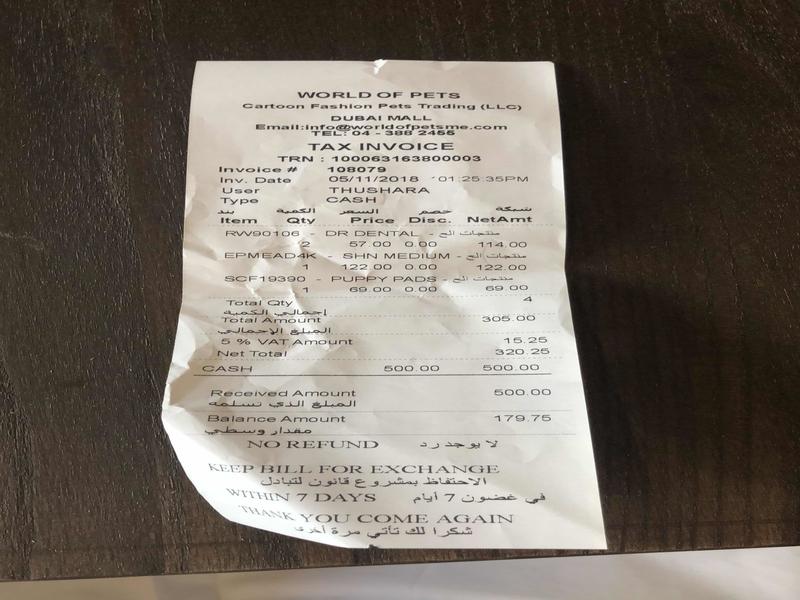 WORLD OF PETS
Cartoon Fashion Pets Trading (LLC)
DUBAI MALL
Email:info@worldofpetsme.com
TEL: 04 - 388 2456
TAX INVOICE
TRN : 100063163800003
Invoice # 108079
Inv. Date 05/11/2018 01:25:35PM
User THUSHARA
Type CASH
بند الكمية السعر خصم شبكة
Item Qty Price Disc. NetAmt
RW90106 - DR DENTAL - منتجات الح
2 57.00 0.00 114.00
EPMEAD4K - SHN MEDIUM - منتجات الح
1 122.00 0.00 122.00
SCF19390 - PUPPY PADS - منتجات الح
1 69.00 0.00 69.00
Total Qty 4
إجمالي الكمية
Total Amount 305.00
المبلغ الإجمالي
5 % VAT Amount 15.25
Net Total 320.25
CASH 500.00 500.00
Received Amount 500.00
المبلغ الذي تسلمه
Balance Amount 179.75
مقدار وسطي
NO REFUND لا يوجد رد
KEEP BILL FOR EXCHANGE
الاحتفاظ بمشروع قانون لتبادل
WITHIN 7 DAYS في غضون 7 أيام
THANK YOU COME AGAIN
شكرا لك تأتي مرة أخرى